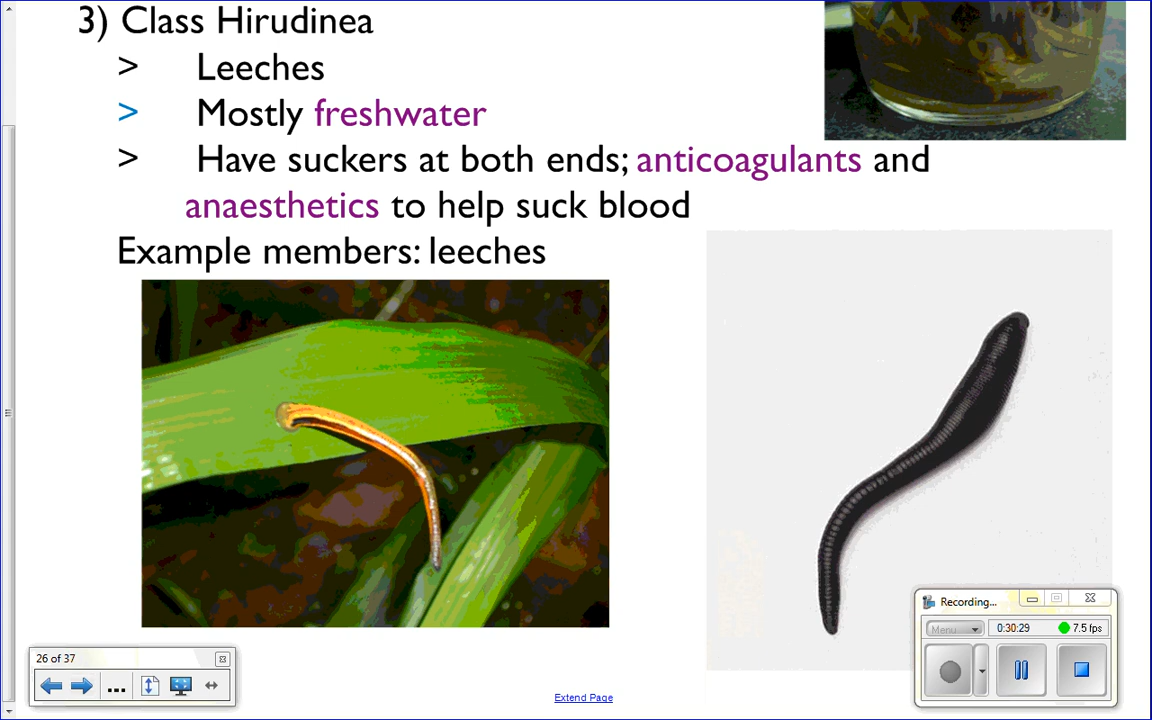 3) Class Hirudinea
> Leeches
> Mostly freshwater
> Have suckers at both ends; anticoagulants and
anaesthetics to help suck blood
Example members: leeches
Recording...
Menu 0:30:29 7.5 fps
26 of 37
...
Extend Page